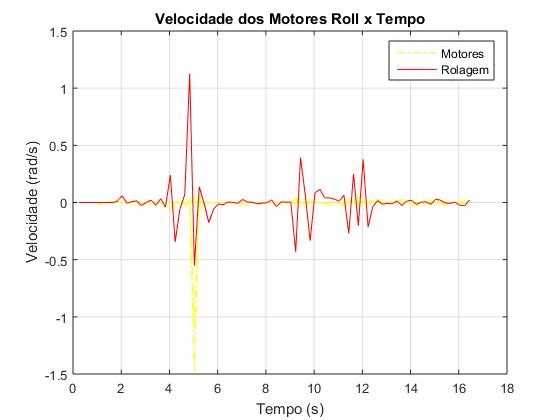 Velocidade dos Motores Roll x Tempo
Motores
Rolagem
1.5
1
0.5
0
-0.5
-1
-1.5
Velocidade (rad/s)
0 2 4 6 8 10 12 14 16 18
Tempo (s)